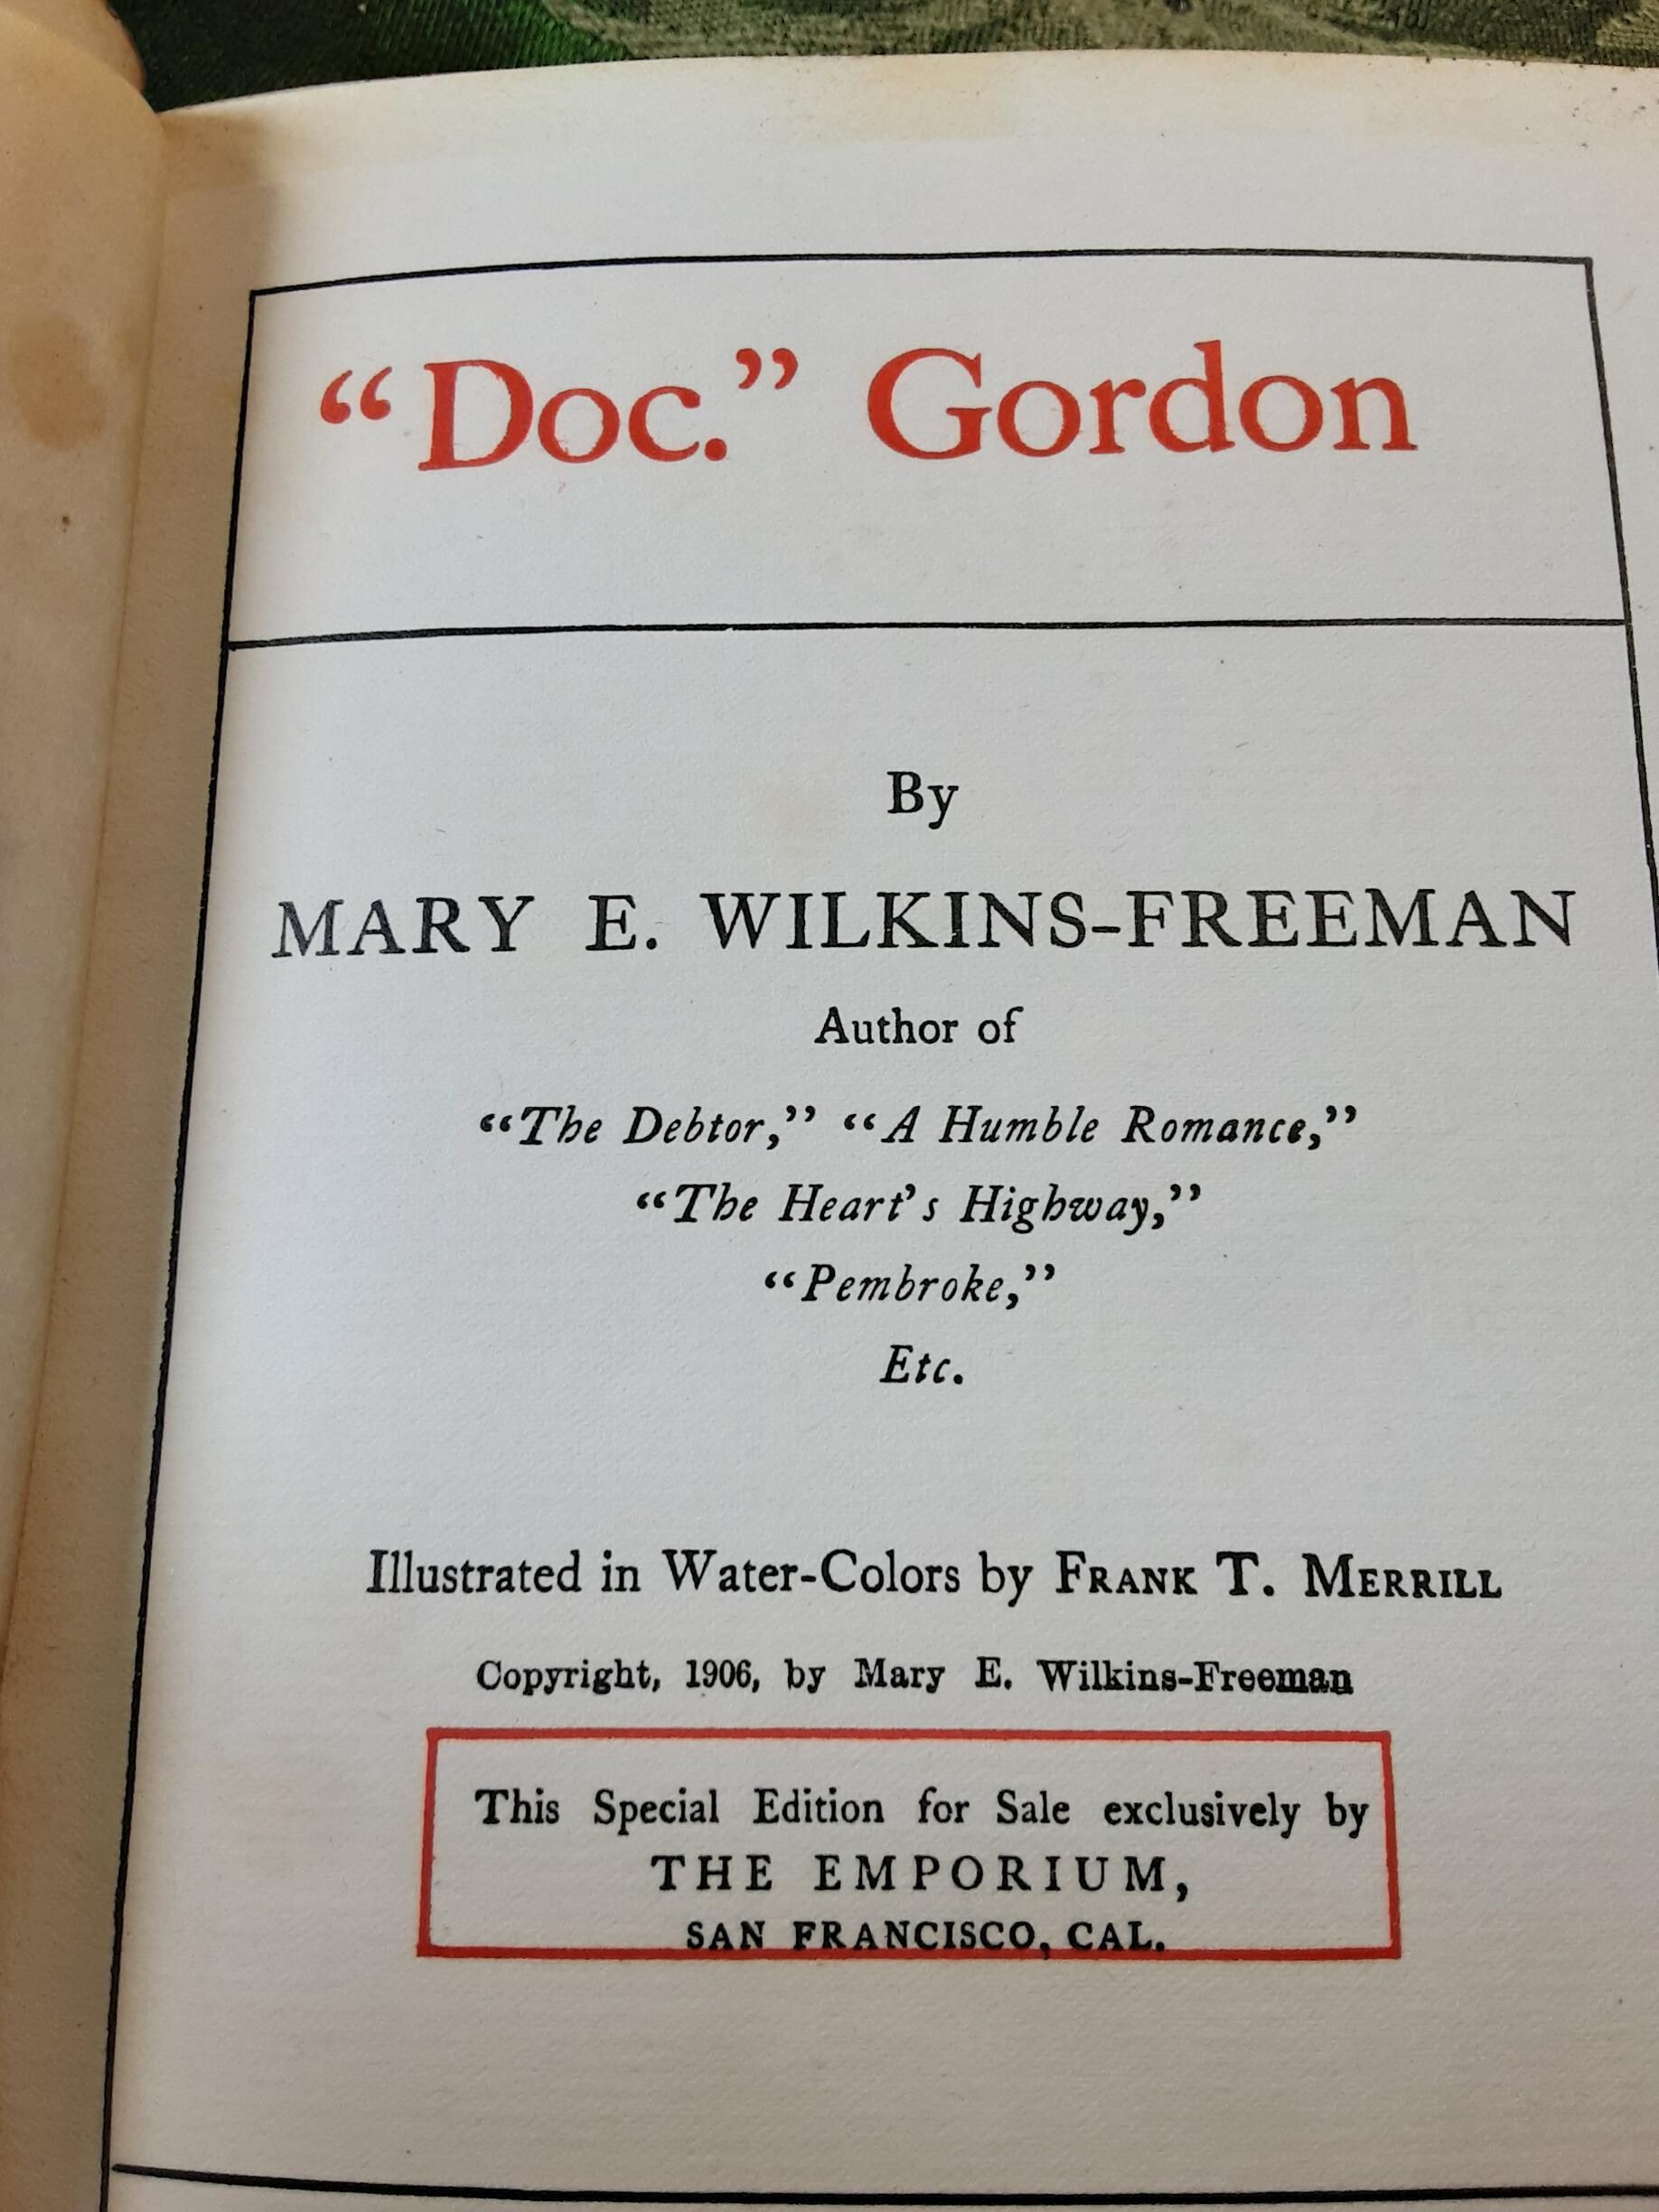 “Doc.” Gordon
By
MARY E. WILKINS-FREEMAN
Author of
“The Debtor,” “A Humble Romance,”
“The Heart's Highway,”
“Pembroke,”
Etc.
Illustrated in Water-Colors by FRANK T. MERRILL
Copyright, 1906, by Mary E. Wilkins-Freeman
This Special Edition for Sale exclusively by
THE EMPORIUM,
SAN FRANCISCO, CAL.